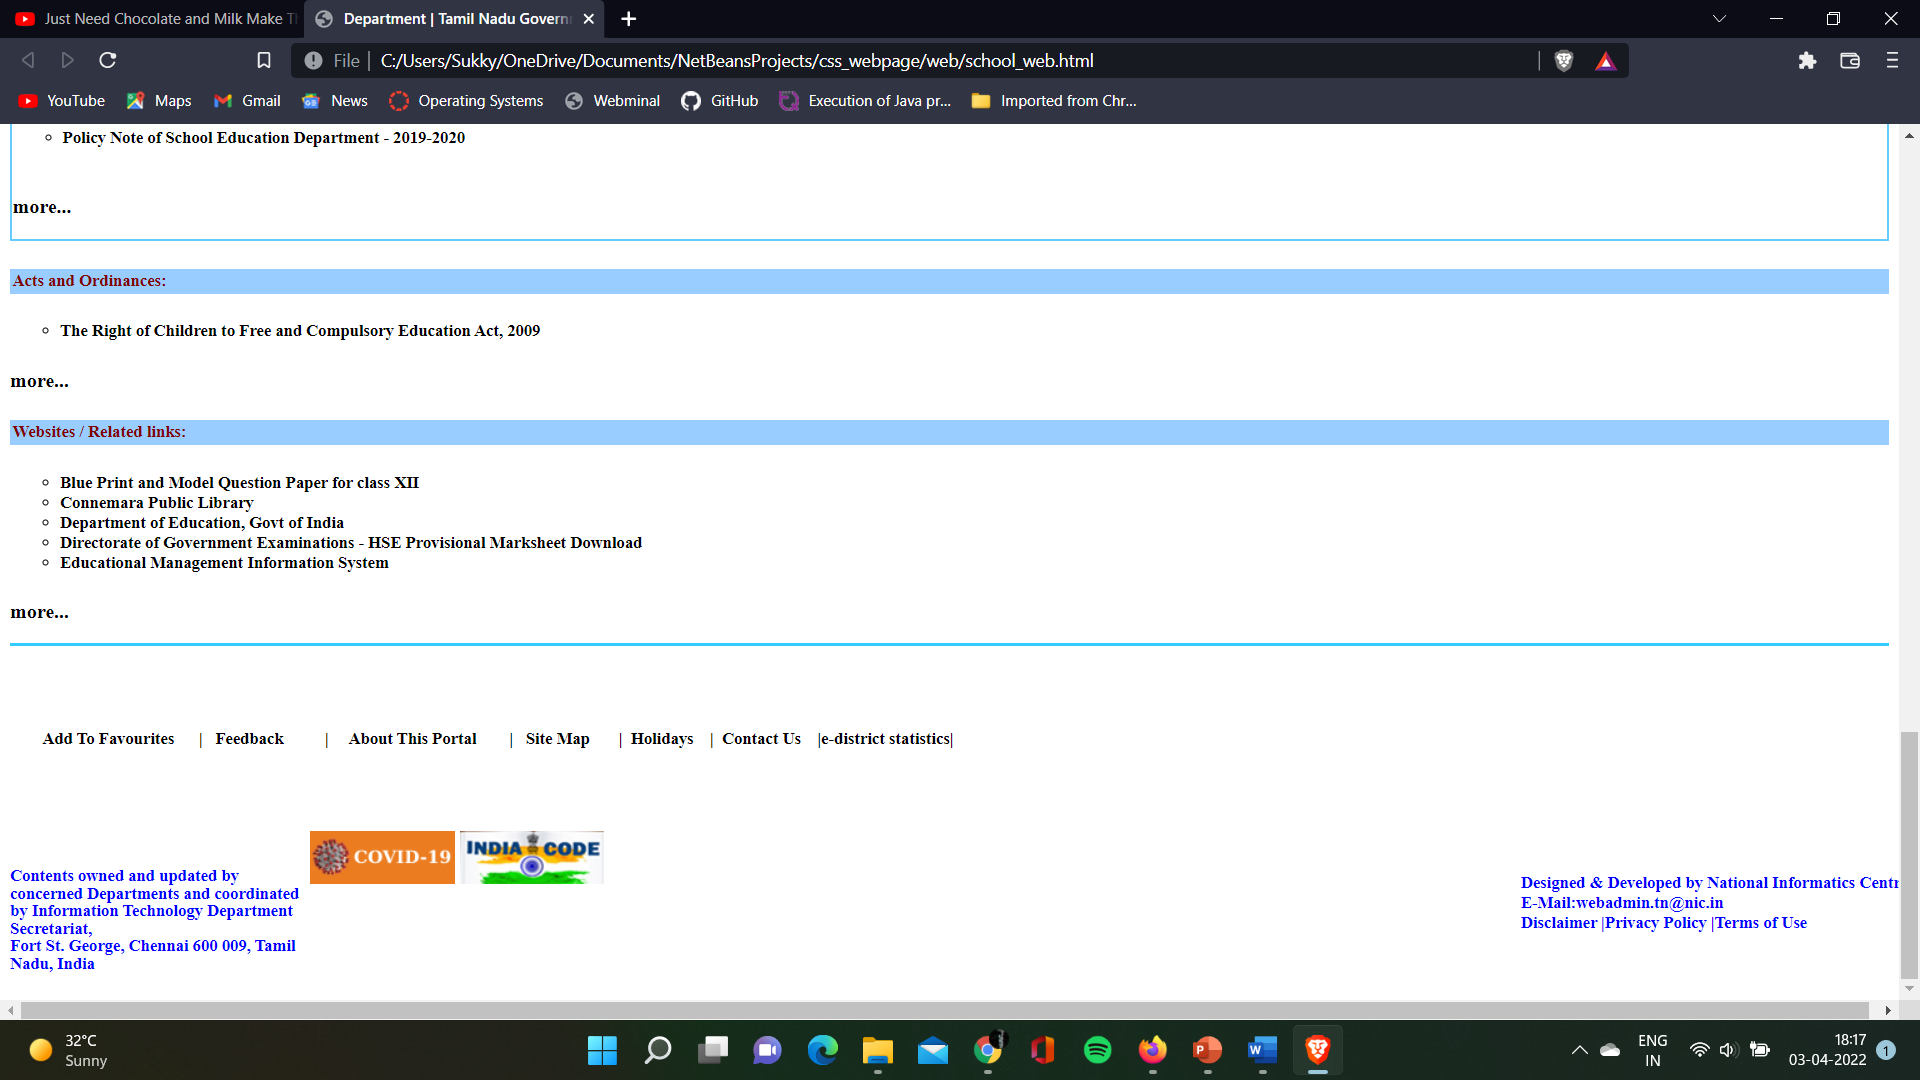 Just Need Chocolate and Milk Make Th
Department | Tamil Nadu Governm
File
C:/Users/Sukky/OneDrive/Documents/NetBeansProjects/css_webpage/web/school_web.html
YouTube
Maps
Gmail
News
Operating Systems
Webminal
GitHub
Execution of Java pr...
Imported from Chr...
Policy Note of School Education Department - 2019-2020
more...
Acts and Ordinances:
The Right of Children to Free and Compulsory Education Act, 2009
more...
Websites / Related links:
Blue Print and Model Question Paper for class XII
Connemara Public Library
Department of Education, Govt of India
Directorate of Government Examinations - HSE Provisional Marksheet Download
Educational Management Information System
more...
Add To Favourites | Feedback | About This Portal | Site Map | Holidays | Contact Us |e-district statistics|
COVID-19
INDIA CODE
Contents owned and updated by
concerned Departments and coordinated
by Information Technology Department
Secretariat,
Fort St. George, Chennai 600 009, Tamil
Nadu, India
Designed & Developed by National Informatics Centr
E-Mail:webadmin.tn@nic.in
Disclaimer |Privacy Policy |Terms of Use
32°C
Sunny
P
W
ENG
IN
18:17
03-04-2022
1